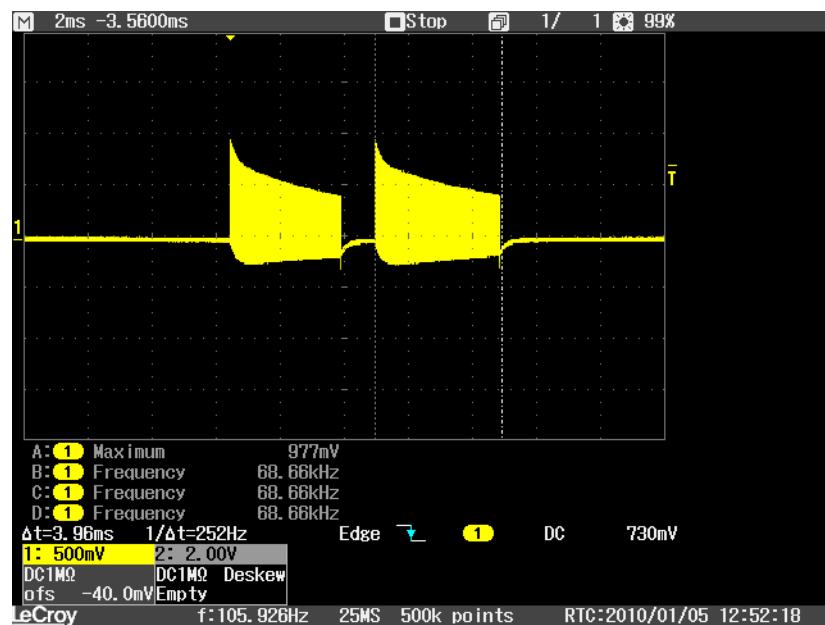 M 2ms -3.5600ms Stop 1/ 1 99%
T
1
A: 1 Maximum 977mV
B: 1 Frequency 68.66kHz
C: 1 Frequency 68.66kHz
D: 1 Frequency 68.66kHz
Δt=3.96ms 1/Δt=252Hz Edge 1 DC 730mV
1: 500mV 2: 2.00V
DC1MΩ DC1MΩ Deskew
ofs -40.0mV Empty
LeCroy f:105.926Hz 25MS 500k points RTC:2010/01/05 12:52:18